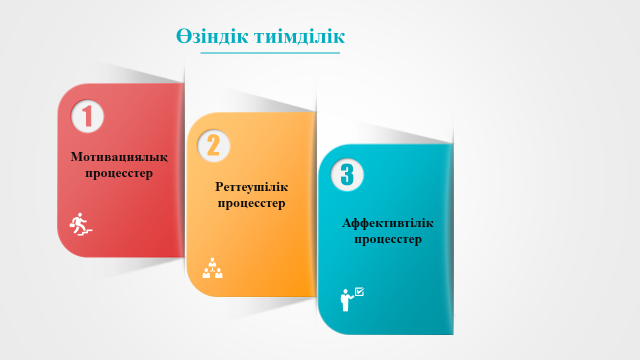 Өзіндік тиімділік
1
Мотивациялық
процесстер
2
Реттеушілік
процесстер
3
Аффективтілік
процесстер